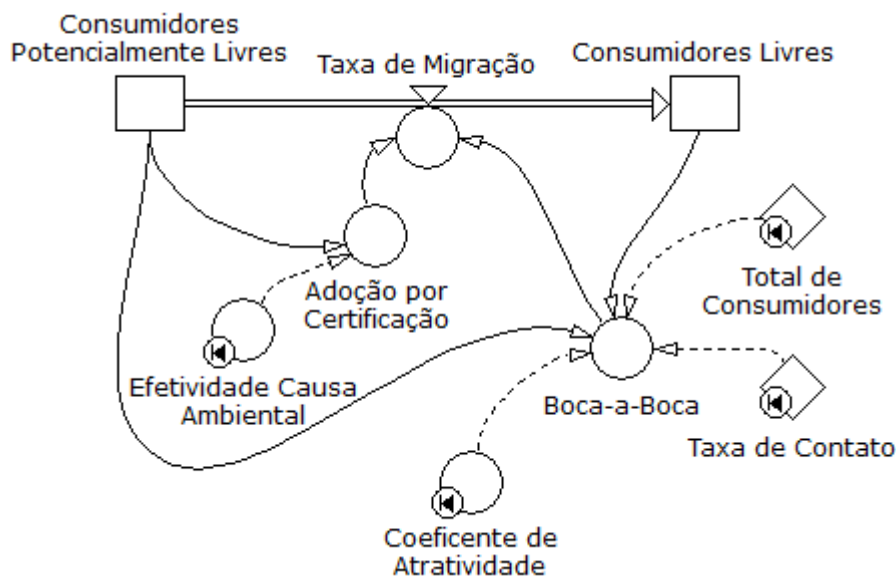 Consumidores
Potencialmente Livres
Taxa de Migração
Consumidores Livres
Adoção por
Certificação
Total de
Consumidores
Efetividade Causa
Ambiental
Boca-a-Boca
Taxa de Contato
Coeficente de
Atratividade